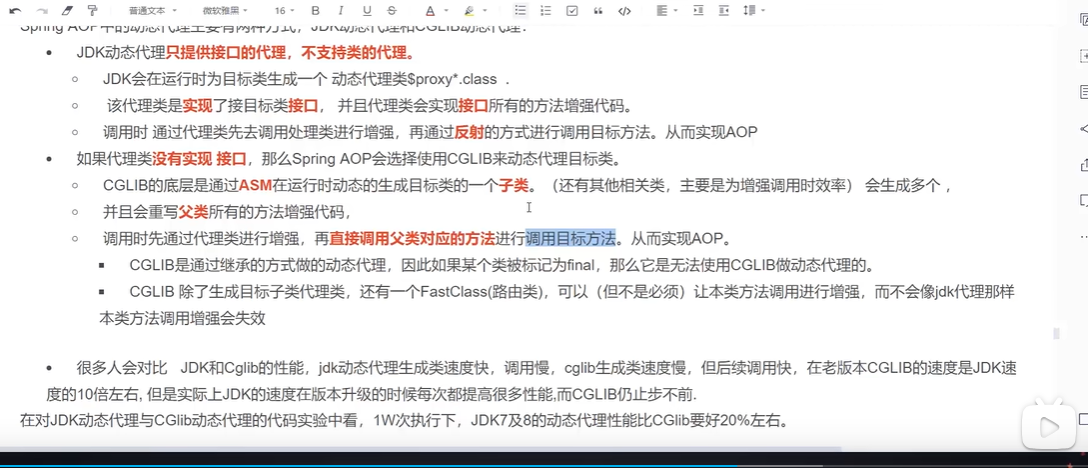 普通文本 微软雅黑 16 B I U S A
Spring AOP中的动态代理主要有两种方式，JDK动态代理和CGLIB动态代理：
JDK动态代理只提供接口的代理，不支持类的代理。
JDK会在运行时为目标类生成一个 动态代理类$proxy*.class .
该代理类是实现了接目标类接口， 并且代理类会实现接口所有的方法增强代码。
调用时 通过代理类先去调用处理类进行增强，再通过反射的方式进行调用目标方法。从而实现AOP
如果代理类没有实现 接口，那么Spring AOP会选择使用CGLIB来动态代理目标类。
CGLIB的底层是通过ASM在运行时动态的生成目标类的一个子类。（还有其他相关类，主要是为增强调用时效率） 会生成多个 ，
并且会重写父类所有的方法增强代码，
调用时先通过代理类进行增强，再直接调用父类对应的方法进行调用目标方法。从而实现AOP。
CGLIB是通过继承的方式做的动态代理，因此如果某个类被标记为final，那么它是无法使用CGLIB做动态代理的。
CGLIB 除了生成目标子类代理类，还有一个FastClass(路由类)，可以（但不是必须）让本类方法调用进行增强，而不会像jdk代理那样
本类方法调用增强会失效
很多人会对比 JDK和Cglib的性能，jdk动态代理生成类速度快，调用慢，cglib生成类速度慢，但后续调用快，在老版本CGLIB的速度是JDK速
度的10倍左右, 但是实际上JDK的速度在版本升级的时候每次都提高很多性能,而CGLIB仍止步不前.
在对JDK动态代理与CGlib动态代理的代码实验中看，1W次执行下，JDK7及8的动态代理性能比CGlib要好20%左右。